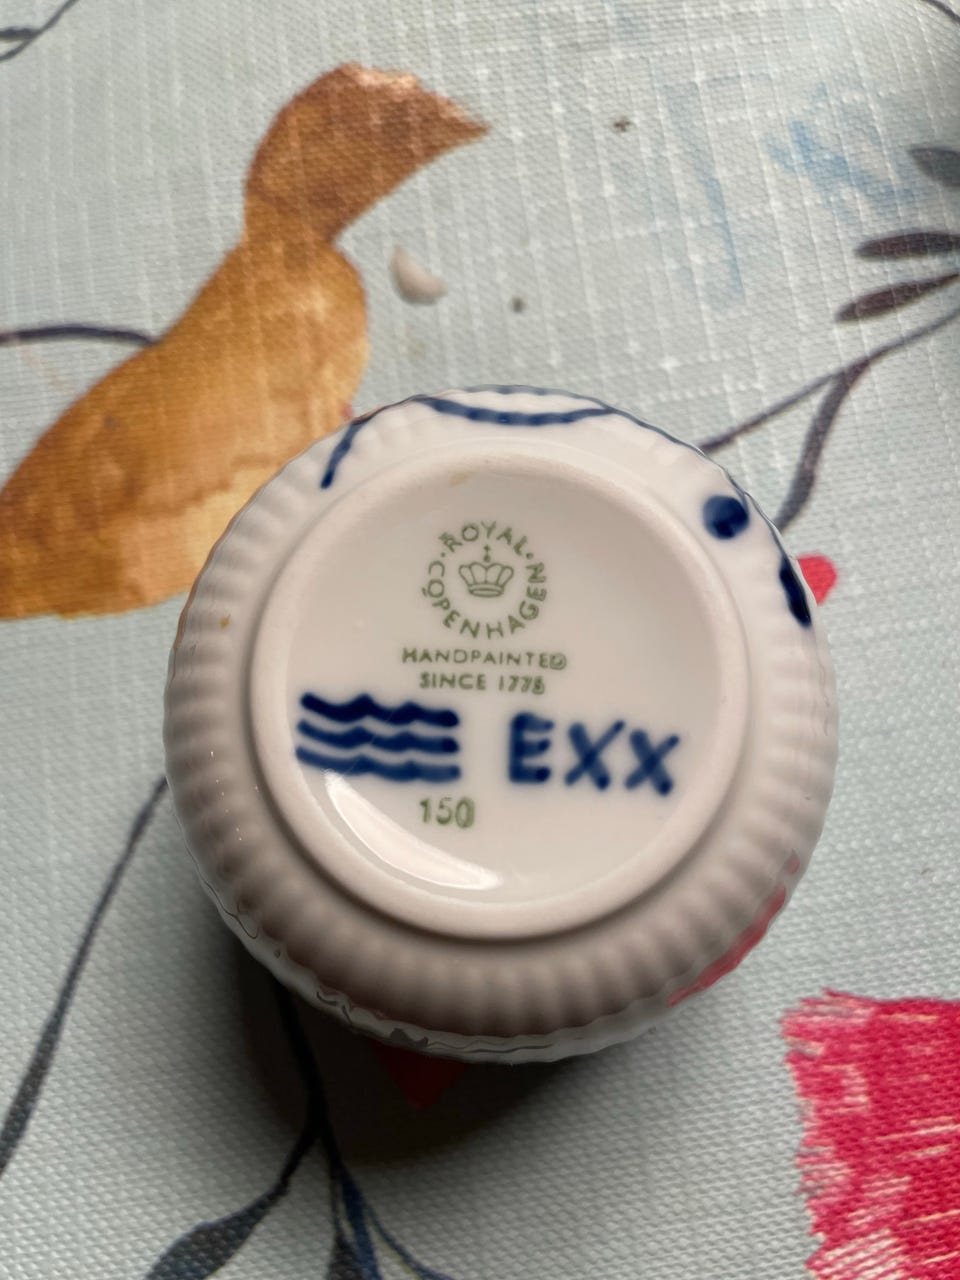 ROYAL
COPENHAGEN
HANDPAINTED
SINCE 1775
EXX
150